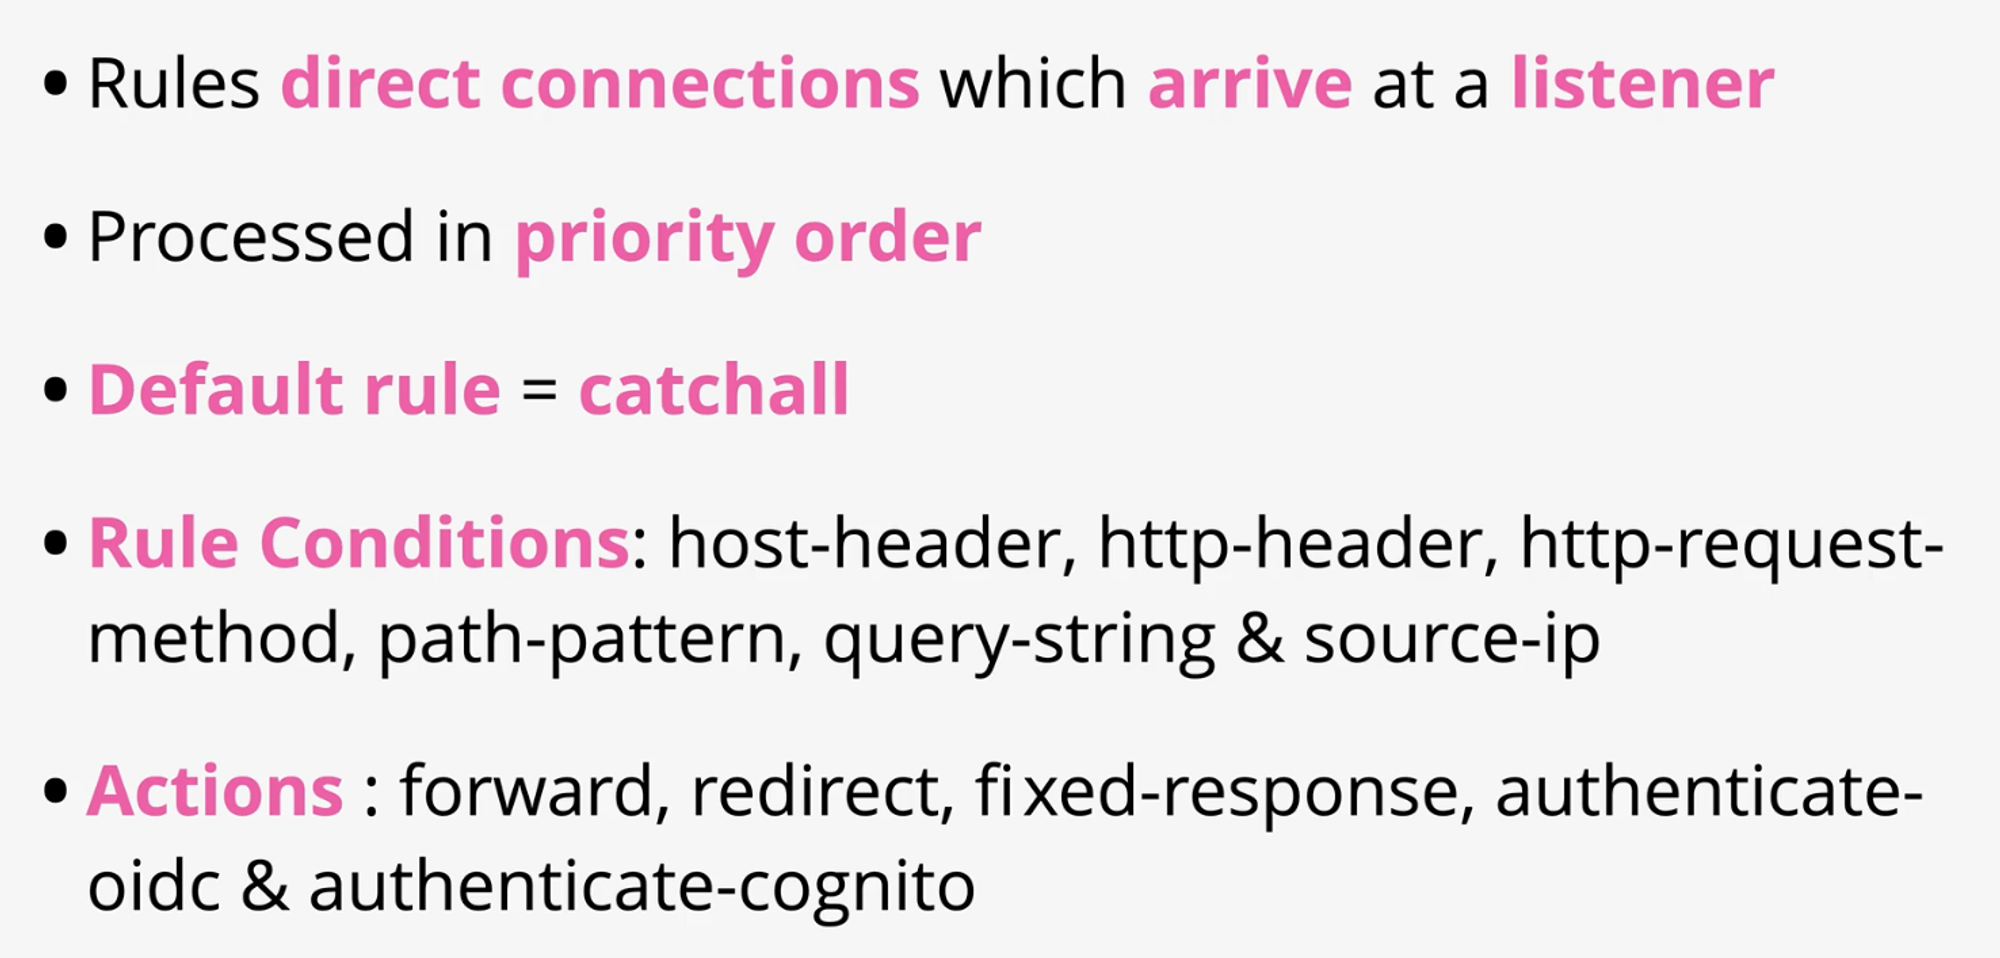 • Rules direct connections which arrive at a listener
• Processed in priority order
• Default rule = catchall
• Rule Conditions: host-header, http-header, http-request-
method, path-pattern, query-string & source-ip
• Actions : forward, redirect, fixed-response, authenticate-
oidc & authenticate-cognito